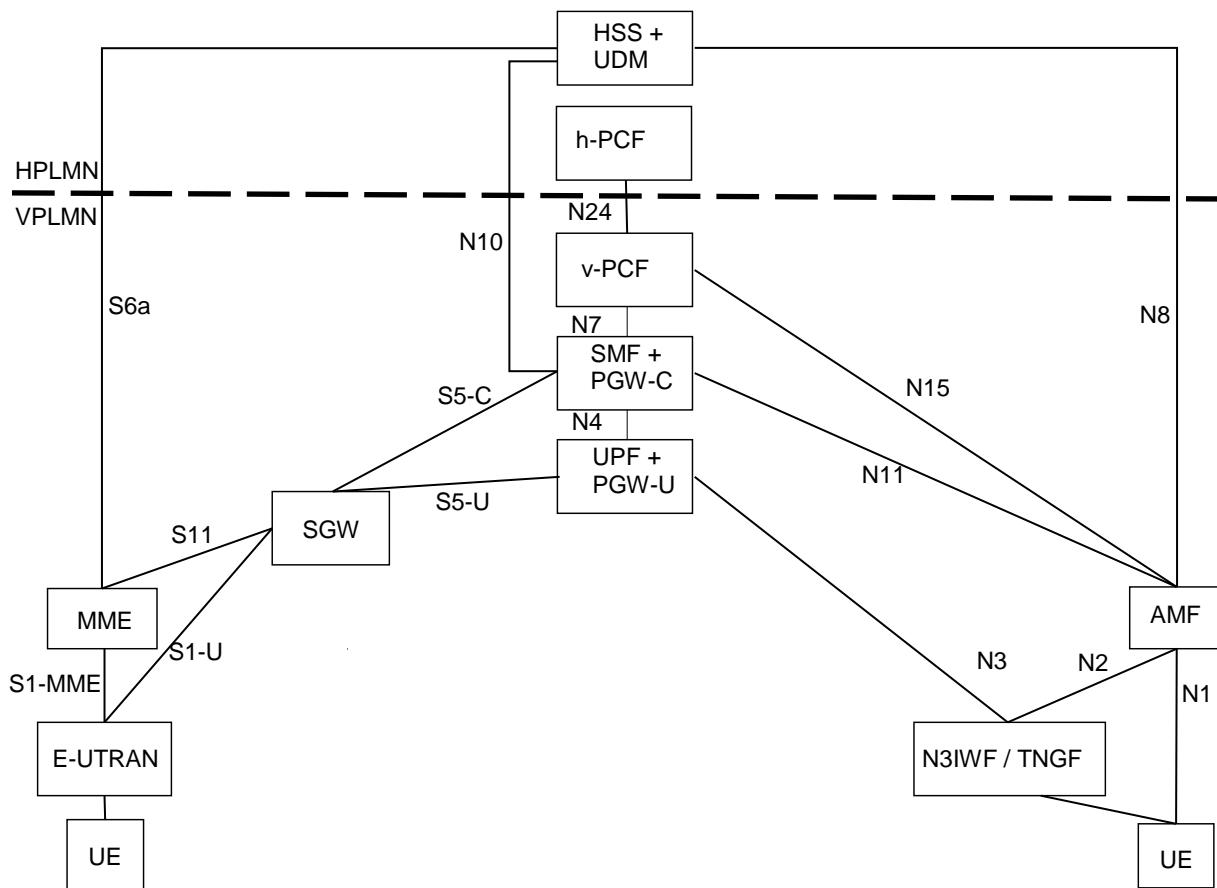 HSS +
UDM
h-PCF
HPLMN
VPLMN
N24
N10
v-PCF
S6a
N8
N7
SMF +
PGW-C
S5-C
N15
N4
UPF +
PGW-U
N11
S5-U
S11
SGW
MME
AMF
S1-U
N3
N2
S1-MME
N1
E-UTRAN
N3IWF / TNGF
UE
UE